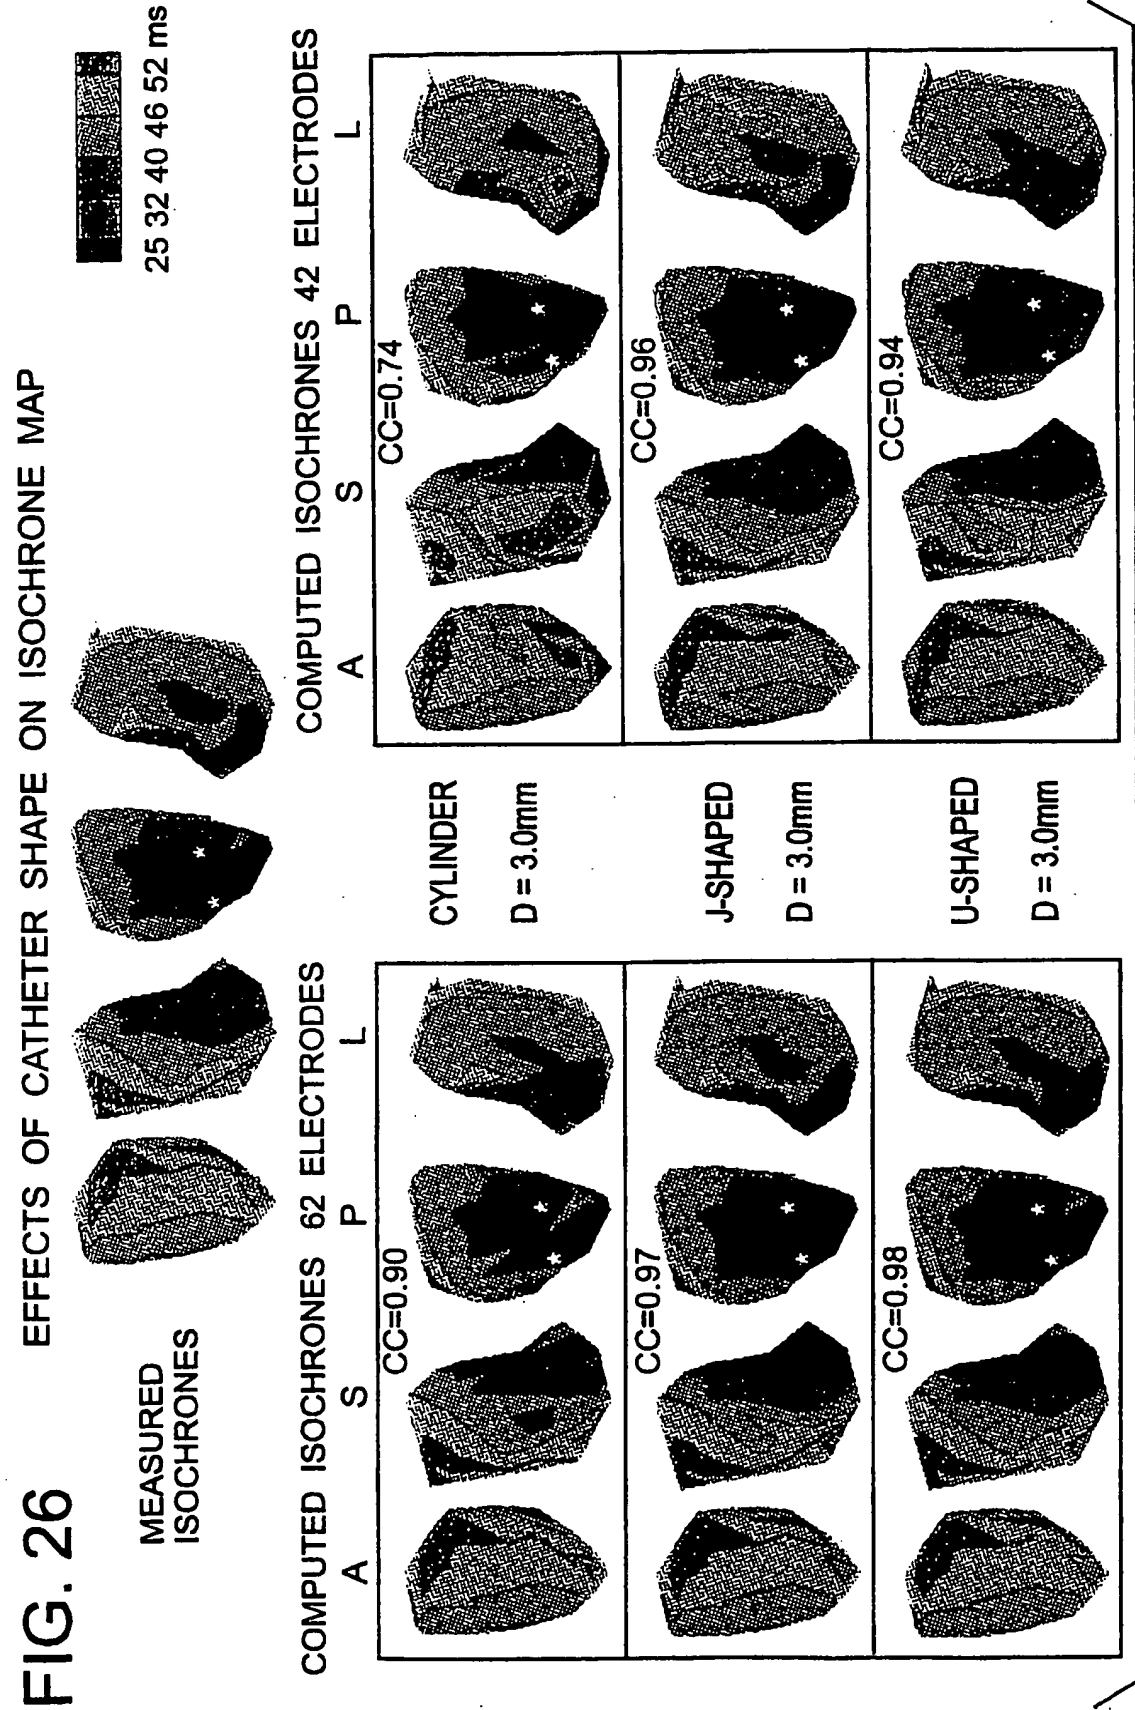 FIG. 26
EFFECTS OF CATHETER SHAPE ON ISOCHRONE MAP
MEASURED
ISOCHRONES
25 32 40 46 52 ms
COMPUTED ISOCHRONES 62 ELECTRODES
A S P L
CC=0.90
CC=0.97
CC=0.98
CYLINDER
D = 3.0mm
J-SHAPED
D = 3.0mm
U-SHAPED
D = 3.0mm
COMPUTED ISOCHRONES 42 ELECTRODES
A S P L
CC=0.74
CC=0.96
CC=0.94